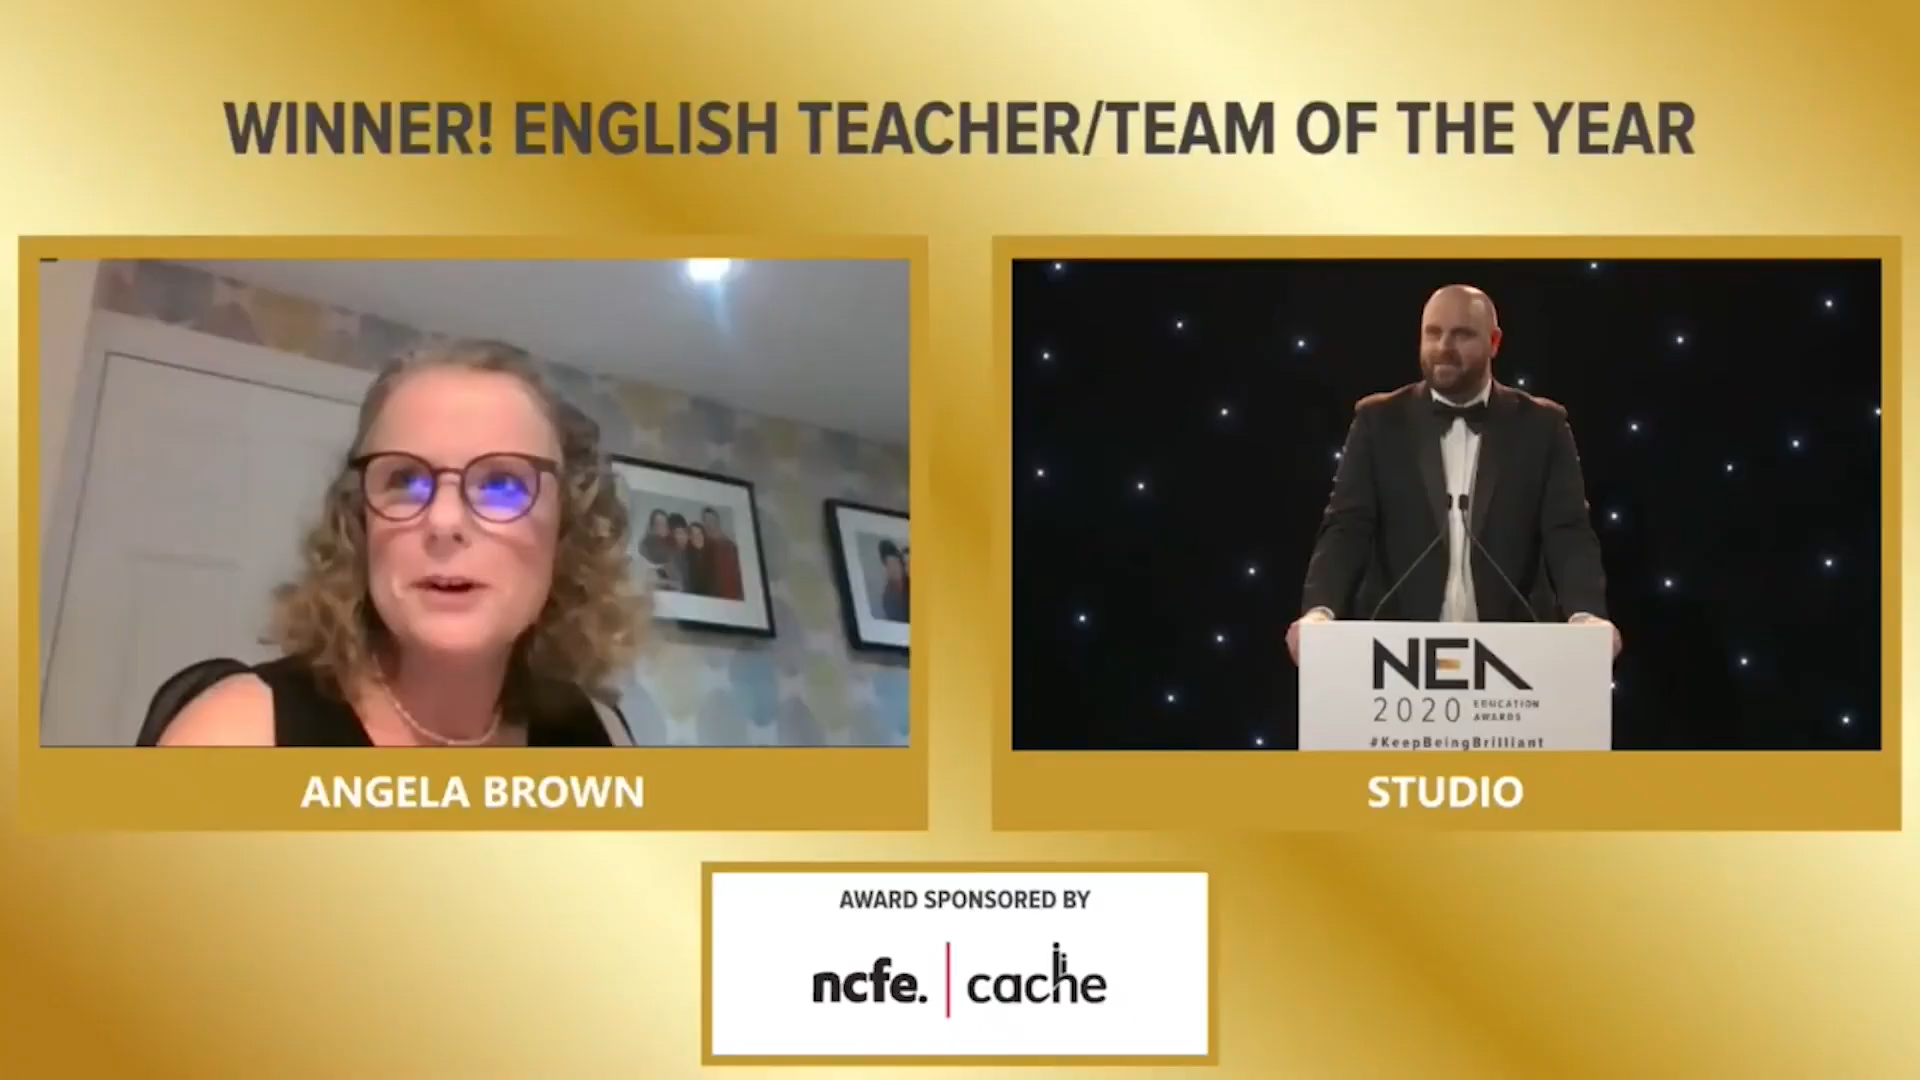 WINNER! ENGLISH TEACHER/TEAM OF THE YEAR
ANGELA BROWN
NEA
2020 EDUCATION AWARDS
#KeepBeingBrilliant
STUDIO
AWARD SPONSORED BY
ncfe. | cache